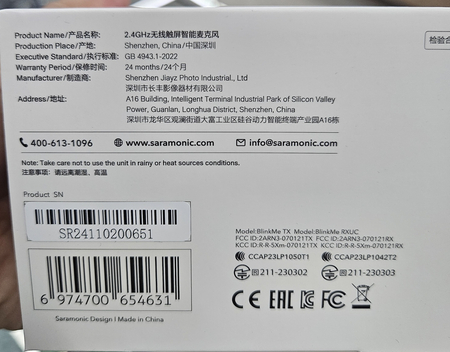 Product Name/产品名称: 2.4GHz无线触屏智能麦克风
Production Place/产地: Shenzhen, China/中国深圳
Executive Standard/执行标准: GB 4943.1-2022
Warranty Period/保修时间: 24 months/24个月
Manufacturer/制造商: Shenzhen Jiayz Photo Industrial., Ltd
深圳市长丰影像器材有限公司
Address/地址: A16 Building, Intelligent Terminal Industrial Park of Silicon Valley
Power, Guanlan, Longhua District, Shenzhen, China
深圳市龙华区观澜街道大富工业区硅谷动力智能终端产业园A16栋
检验合
400-613-1096 www.saramonic.com info@saramonic.com
Note: Take care not to use the unit in rainy or heat sources conditions.
注意事项: 请远离潮湿、高温
Product SN
SR24110200651
6 974700 654631
Saramonic Design | Made in China
Model:BlinkMe TX Model:BlinkMe RXUC
FCC ID:2ARN3-070121TX FCC ID:2ARN3-070121RX
KCC ID:R-R-SXm-070121TX KCC ID:R-R-SXm-070121RX
CCAP23LP1050T1 CCAP23LP1042T2
211-230302 211-230303
CE EAC FC